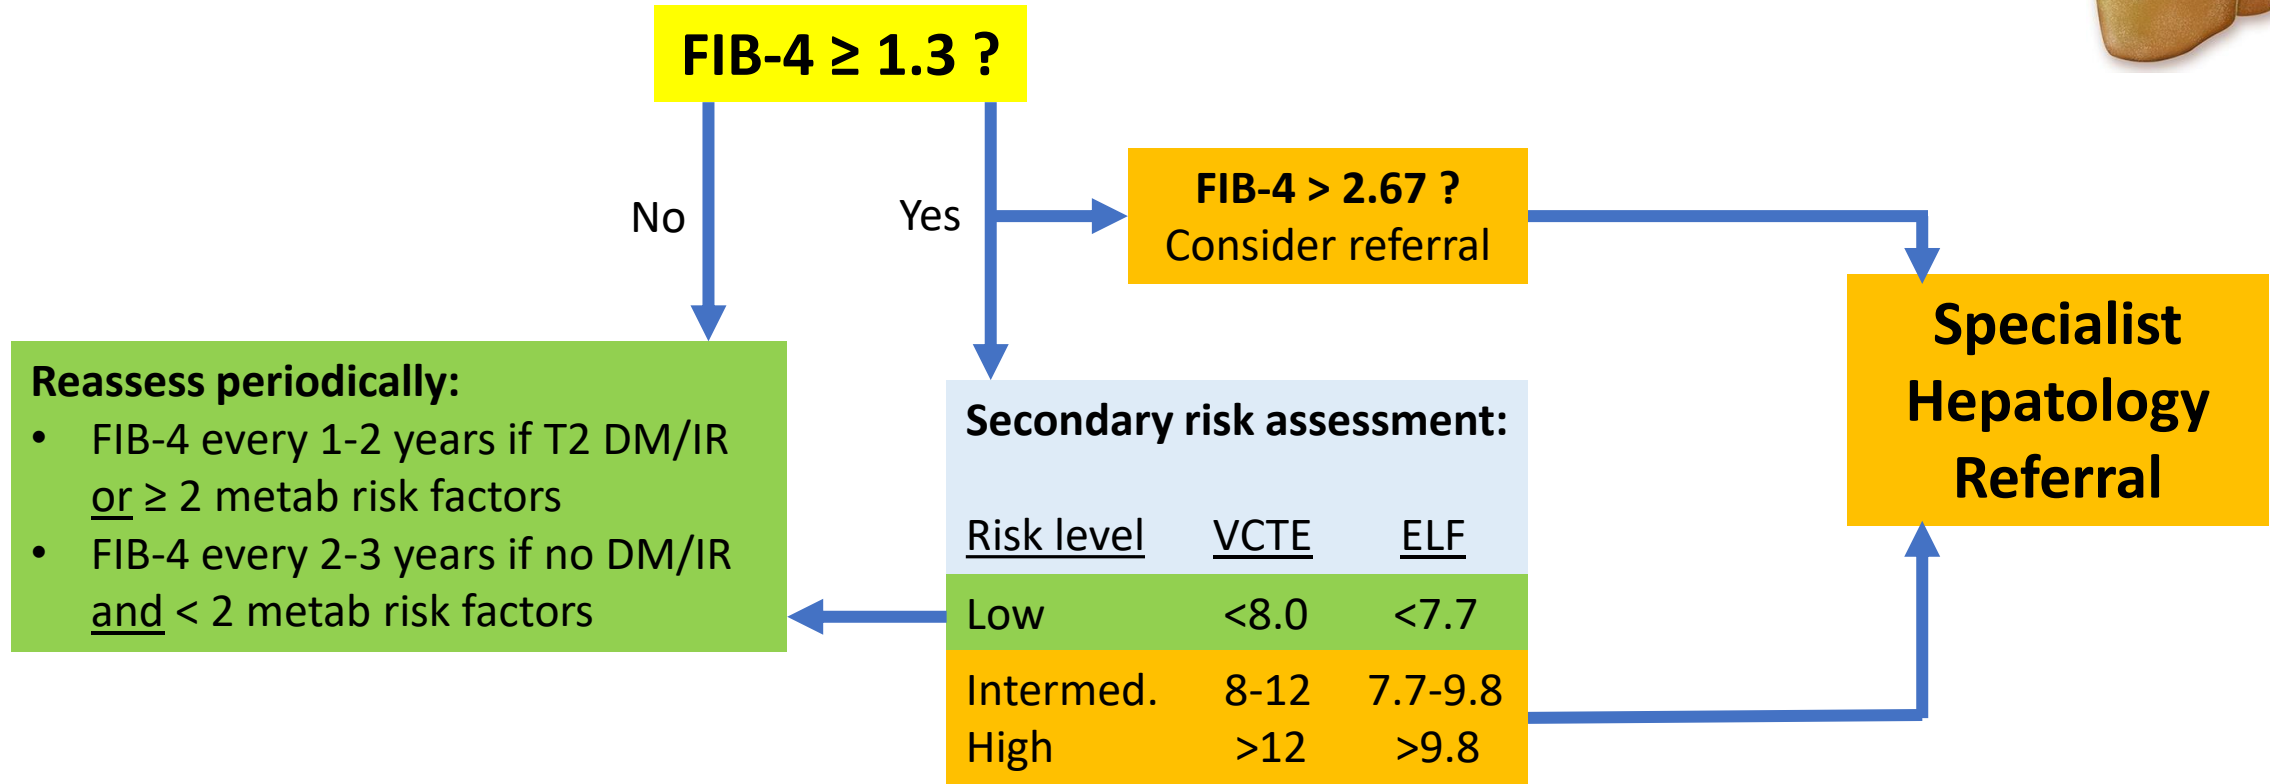 FIB-4 ≥ 1.3 ?
No
Yes
FIB-4 > 2.67 ?
Consider referral
Specialist
Hepatology
Referral
Reassess periodically:
• FIB-4 every 1-2 years if T2 DM/IR
or ≥ 2 metab risk factors
• FIB-4 every 2-3 years if no DM/IR
and < 2 metab risk factors
Secondary risk assessment:
Risk level VCTE ELF
Low <8.0 <7.7
Intermed. 8-12 7.7-9.8
High >12 >9.8